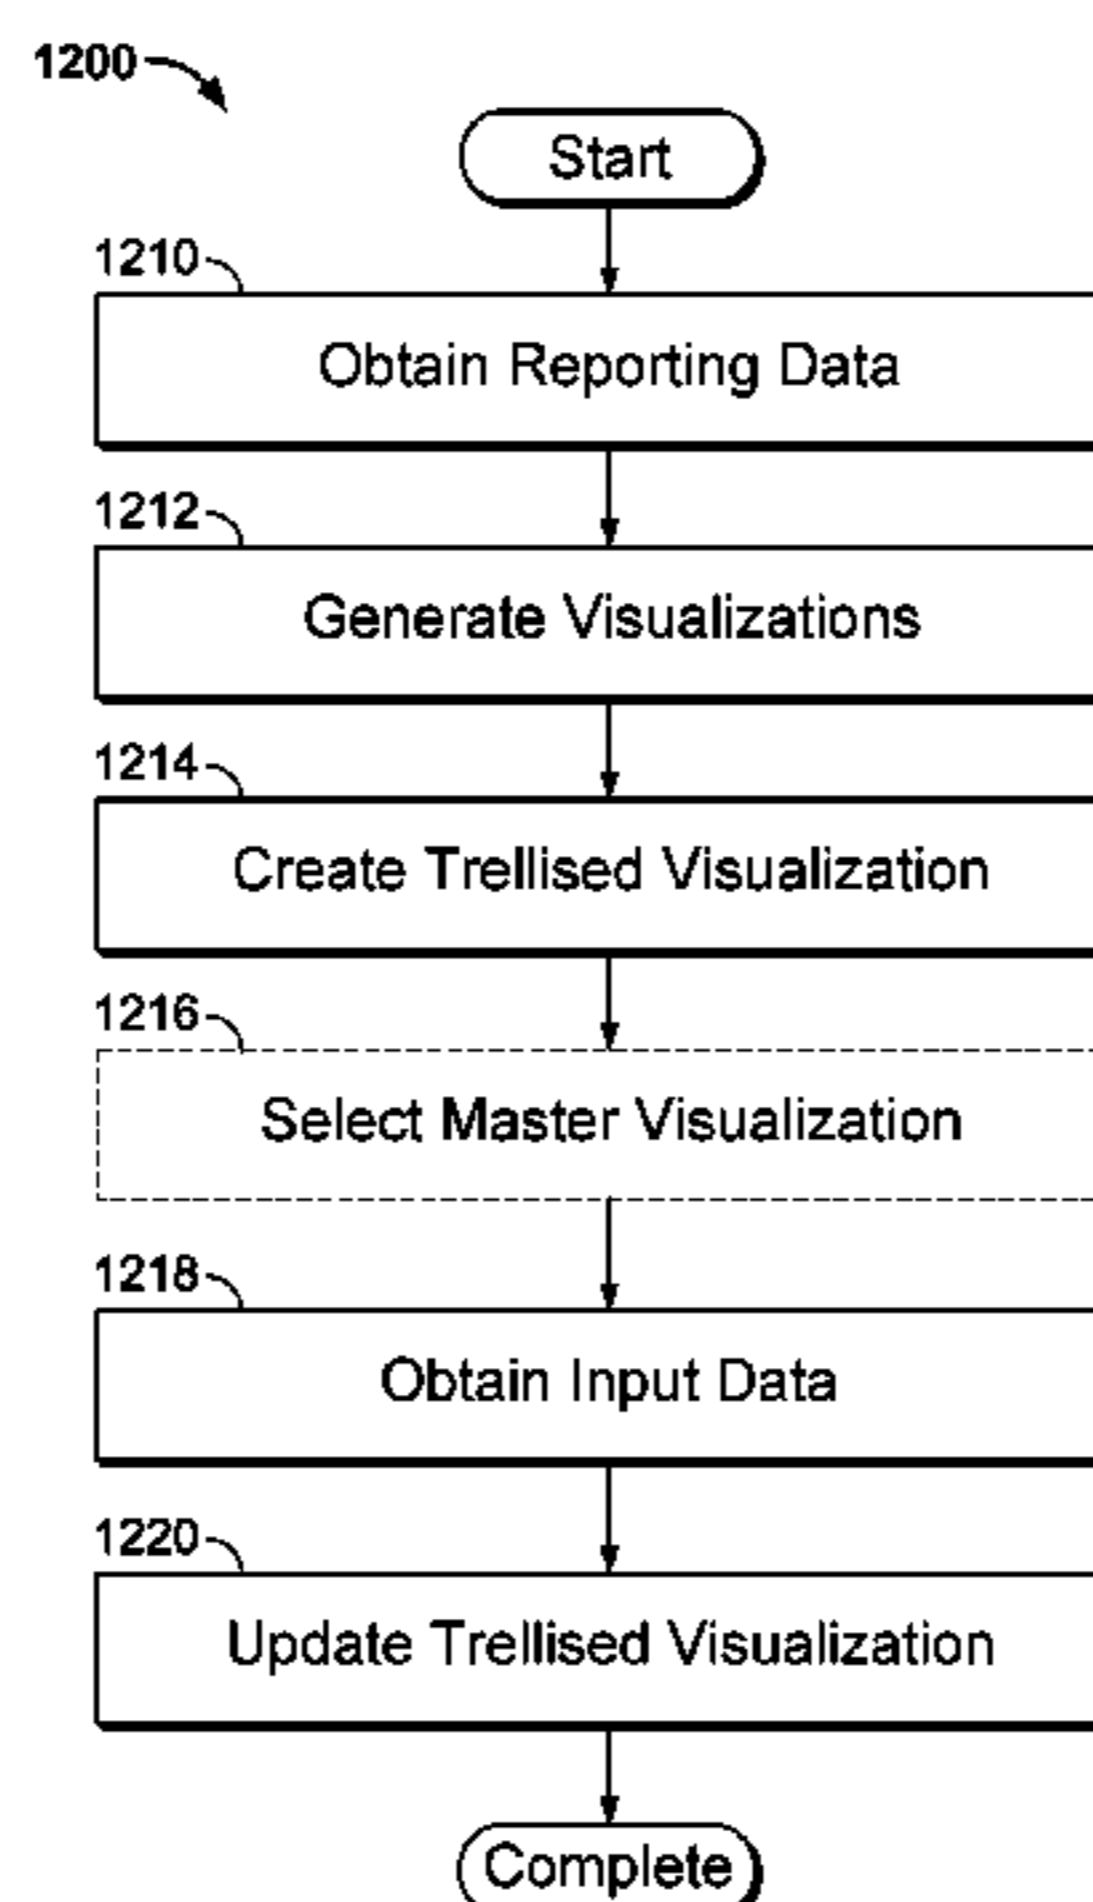 1200
Start
1210
Obtain Reporting Data
1212
Generate Visualizations
1214
Create Trellised Visualization
1216
Select Master Visualization
1218
Obtain Input Data
1220
Update Trellised Visualization
Complete